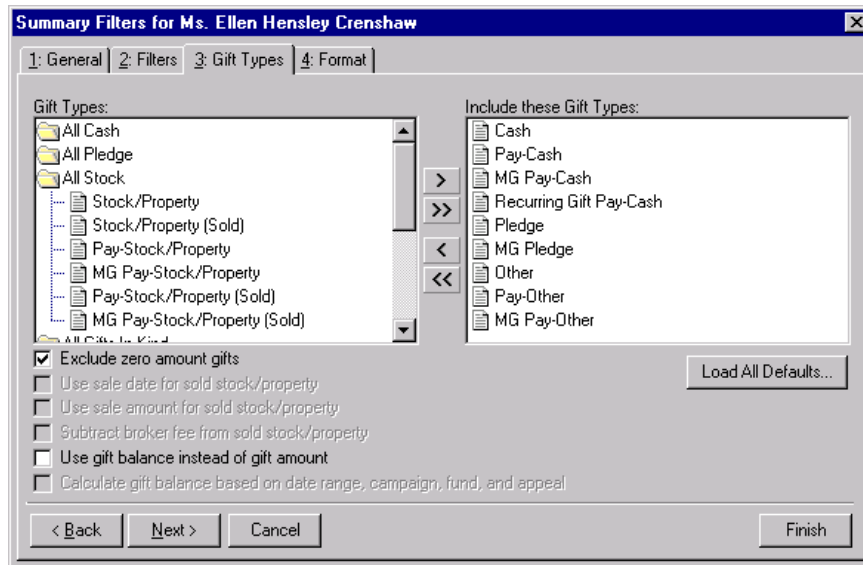 Summary Filters for Ms. Ellen Hensley Crenshaw
1: General 2: Filters 3: Gift Types 4: Format
Gift Types:
All Cash
All Pledge
All Stock
Stock/Property
Stock/Property (Sold)
Pay-Stock/Property
MG Pay-Stock/Property
Pay-Stock/Property (Sold)
MG Pay-Stock/Property (Sold)
All Gifts-In-Kind
>
>>
<
<<
Include these Gift Types:
Cash
Pay-Cash
MG Pay-Cash
Recurring Gift Pay-Cash
Pledge
MG Pledge
Other
Pay-Other
MG Pay-Other
Exclude zero amount gifts
Use sale date for sold stock/property
Use sale amount for sold stock/property
Subtract broker fee from sold stock/property
Use gift balance instead of gift amount
Calculate gift balance based on date range, campaign, fund, and appeal
Load All Defaults...
< Back Next > Cancel Finish